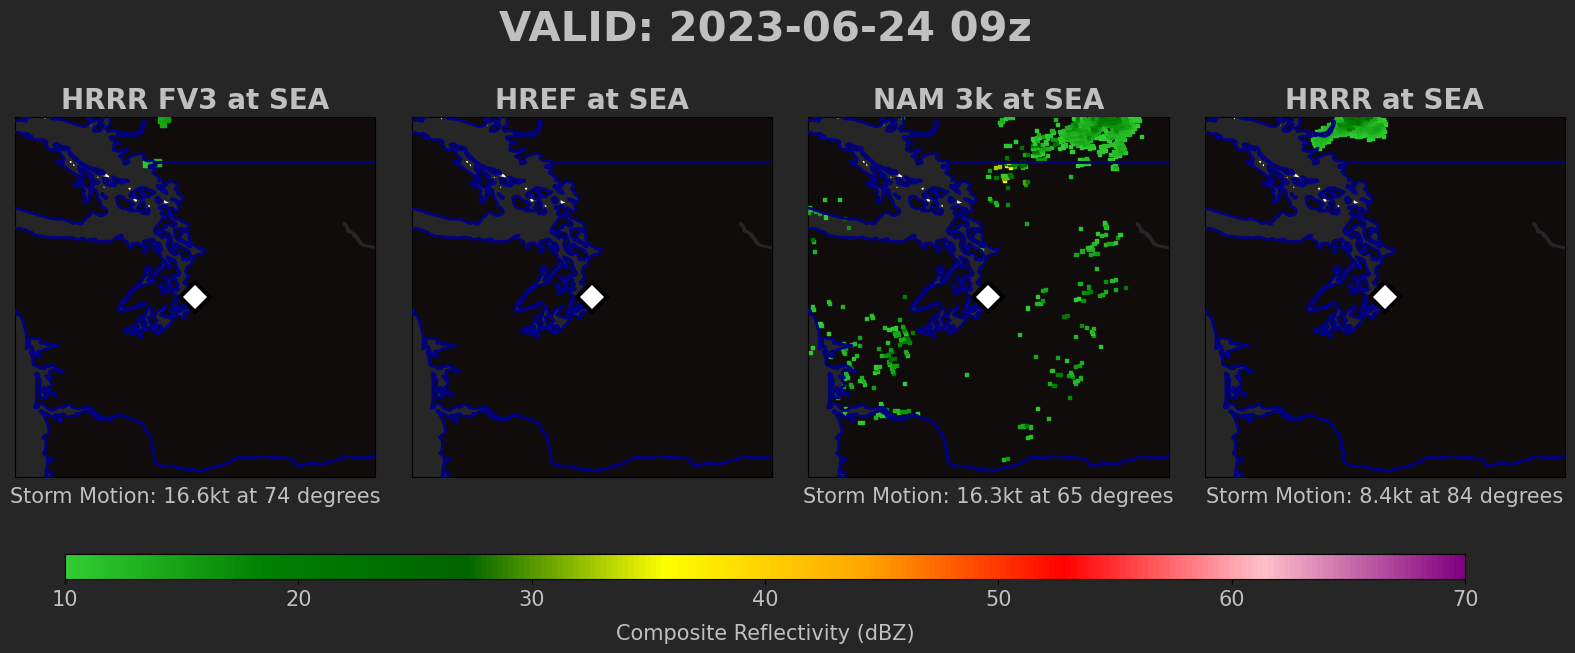 VALID: 2023-06-24 09z
HRRR FV3 at SEA
HREF at SEA
NAM 3k at SEA
HRRR at SEA
Storm Motion: 16.6kt at 74 degrees
Storm Motion: 16.3kt at 65 degrees
Storm Motion: 8.4kt at 84 degrees
10 20 30 40 50 60 70
Composite Reflectivity (dBZ)